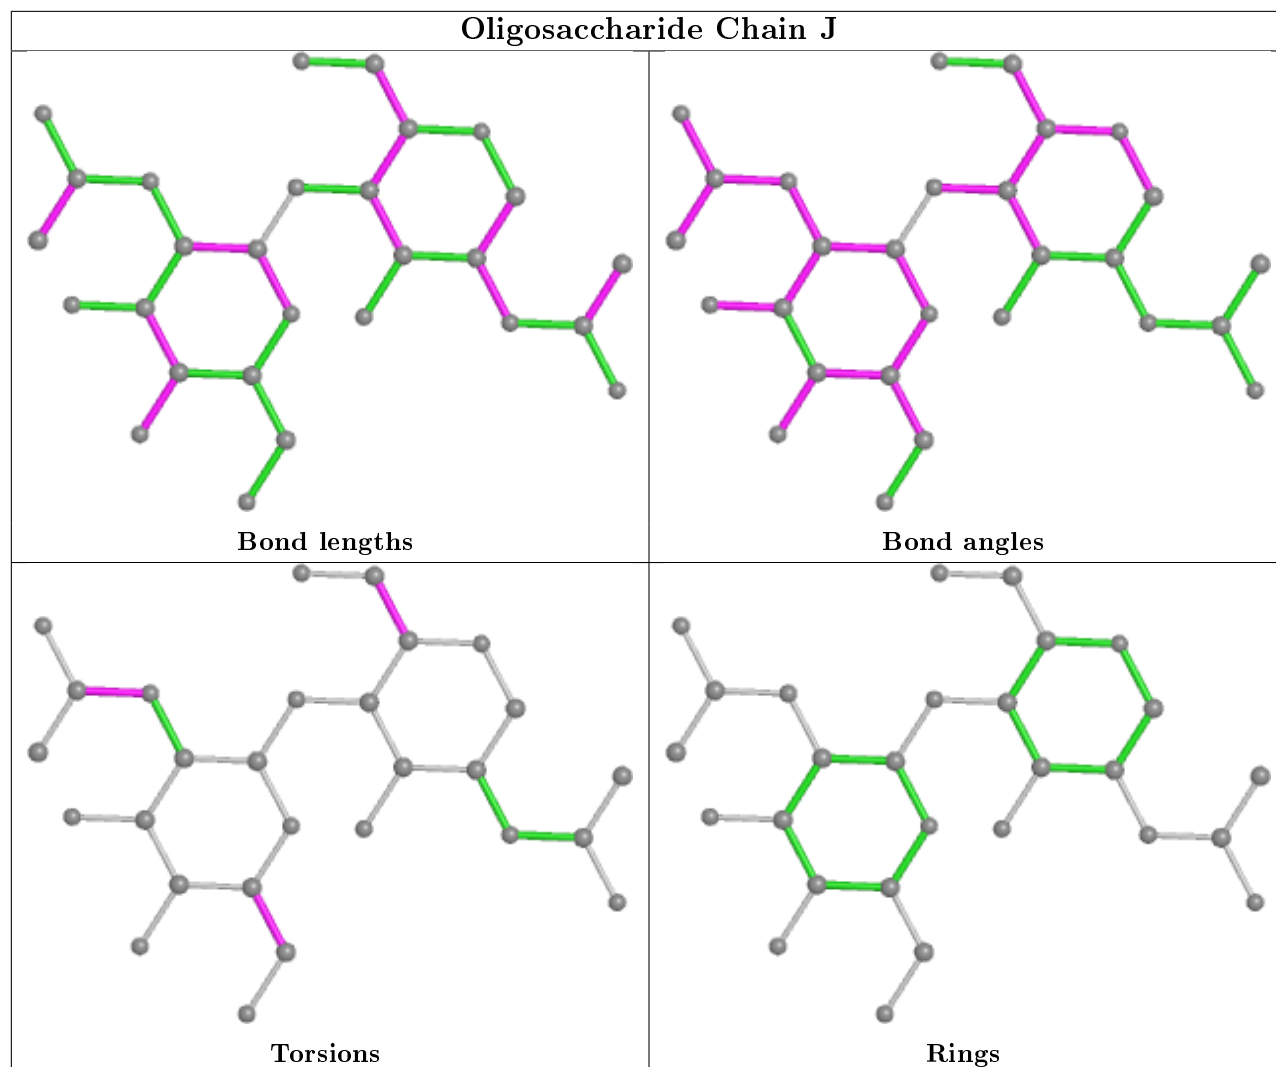 Oligosaccharide Chain J
Bond lengths
Bond angles
Torsions
Rings